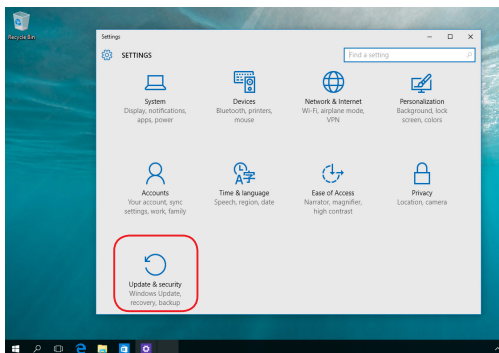 Recycle Bin
Settings
SETTINGS
Find a setting
System
Display, notifications,
apps, power
Devices
Bluetooth, printers,
mouse
Network & Internet
Wi-Fi, airplane mode,
VPN
Personalization
Background, lock
screen, colors
Accounts
Your account, sync
settings, work, family
Time & language
Speech, region, date
Ease of Access
Narrator, magnifier,
high contrast
Privacy
Location, camera
Update & security
Windows Update,
recovery, backup